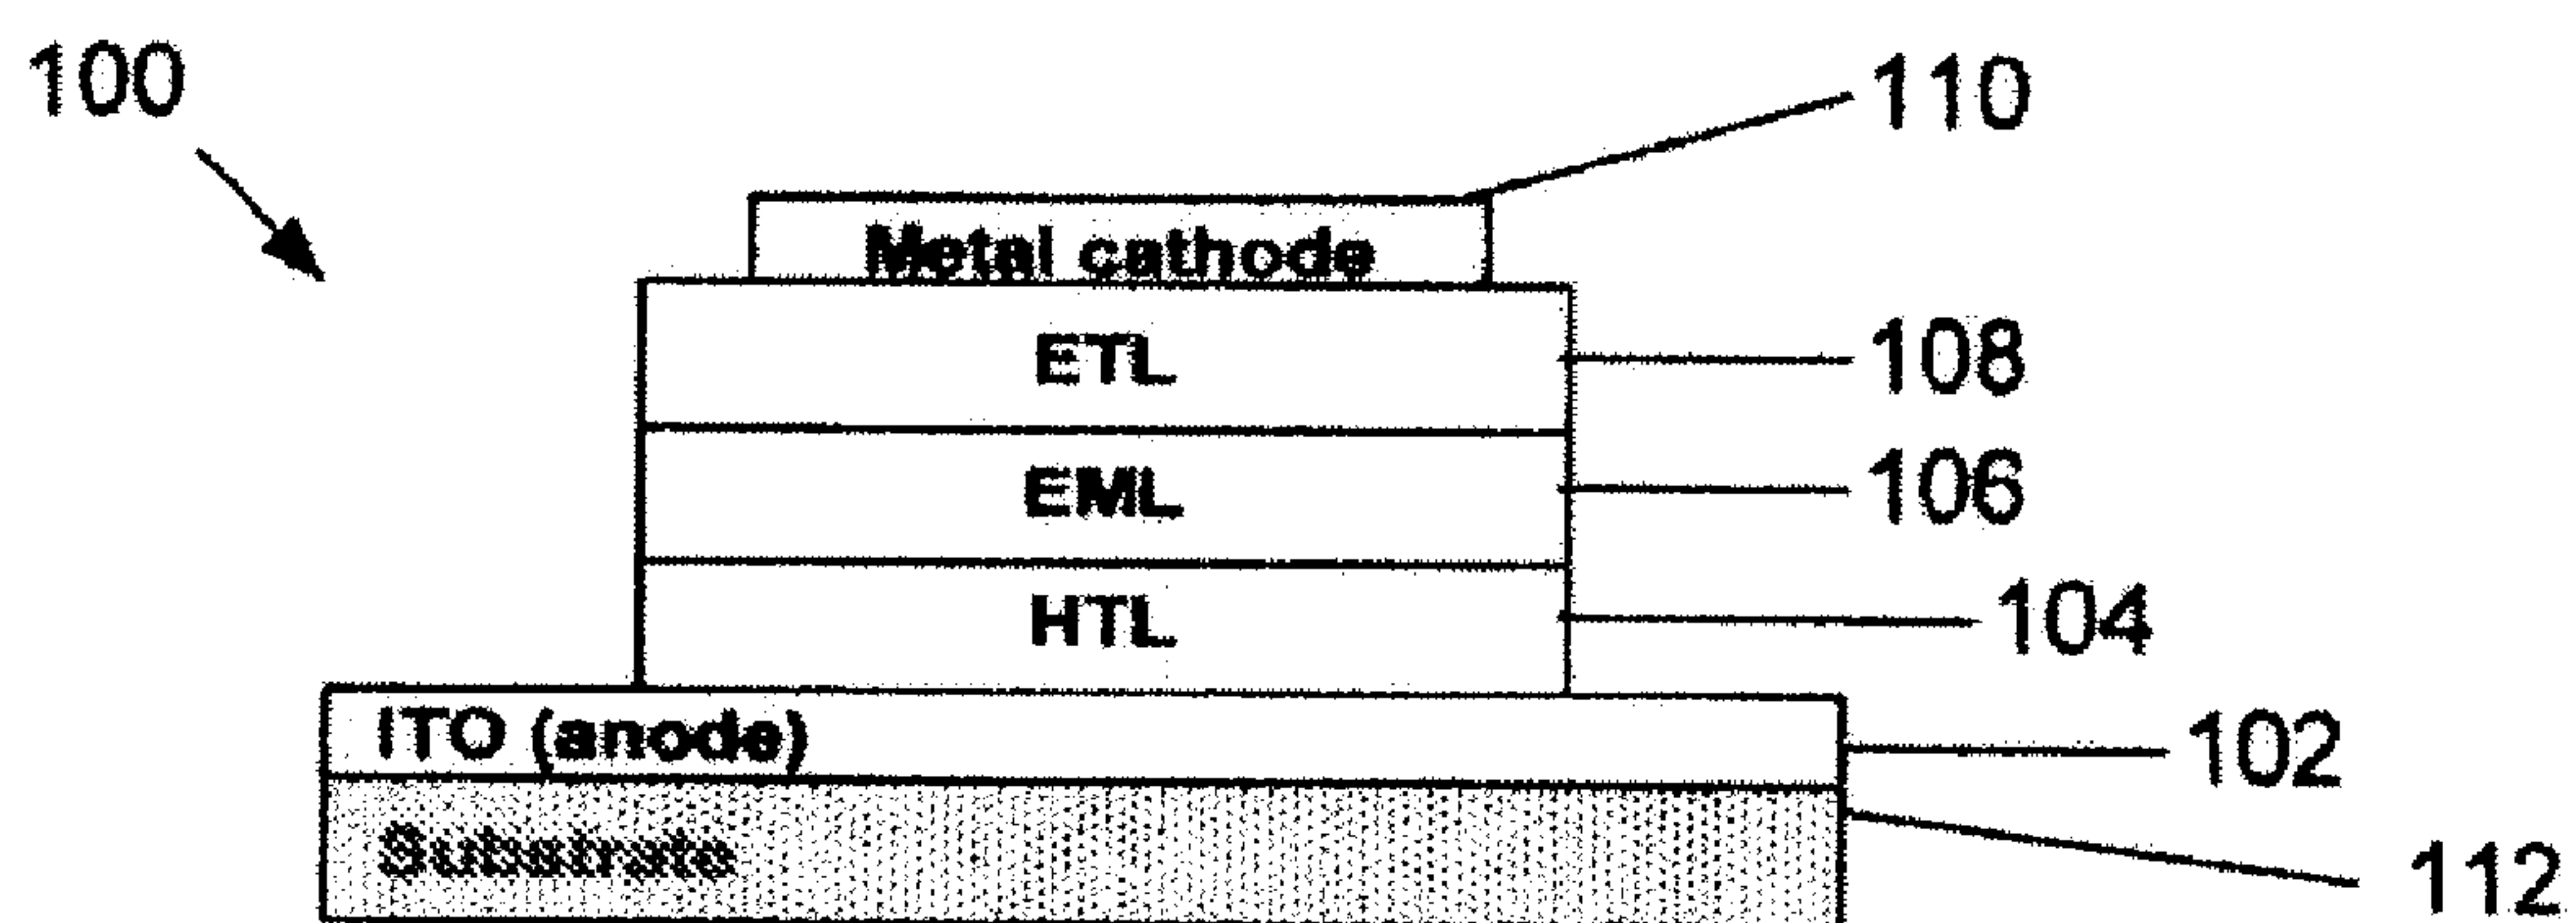 100
110
Metal cathode
ETL
108
EML
106
HTL
104
ITO (anode)
102
Substrate
112